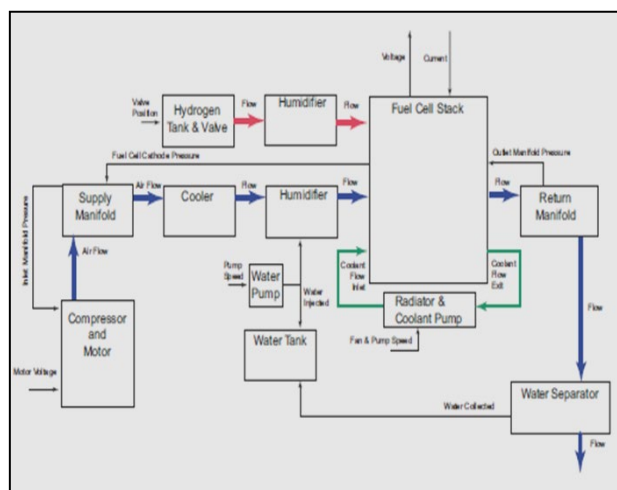 Voltage
Current
Valve
Position
Hydrogen
Tank & Valve
Flow
Humidifier
Flow
Fuel Cell Stack
Fuel Cell Cathode Pressure
Outlet Manifold Pressure
Inlet Manifold Pressure
Supply
Manifold
Air Flow
Cooler
Flow
Humidifier
Flow
Flow
Return
Manifold
Air Flow
Pump
Speed
Water
Pump
Water
Injected
Coolant
Flow
Inlet
Coolant
Flow
Exit
Radiator &
Coolant Pump
Compressor
and
Motor
Water Tank
Fan & Pump Speed
Flow
Motor Voltage
Water Separator
Water Collected
Flow